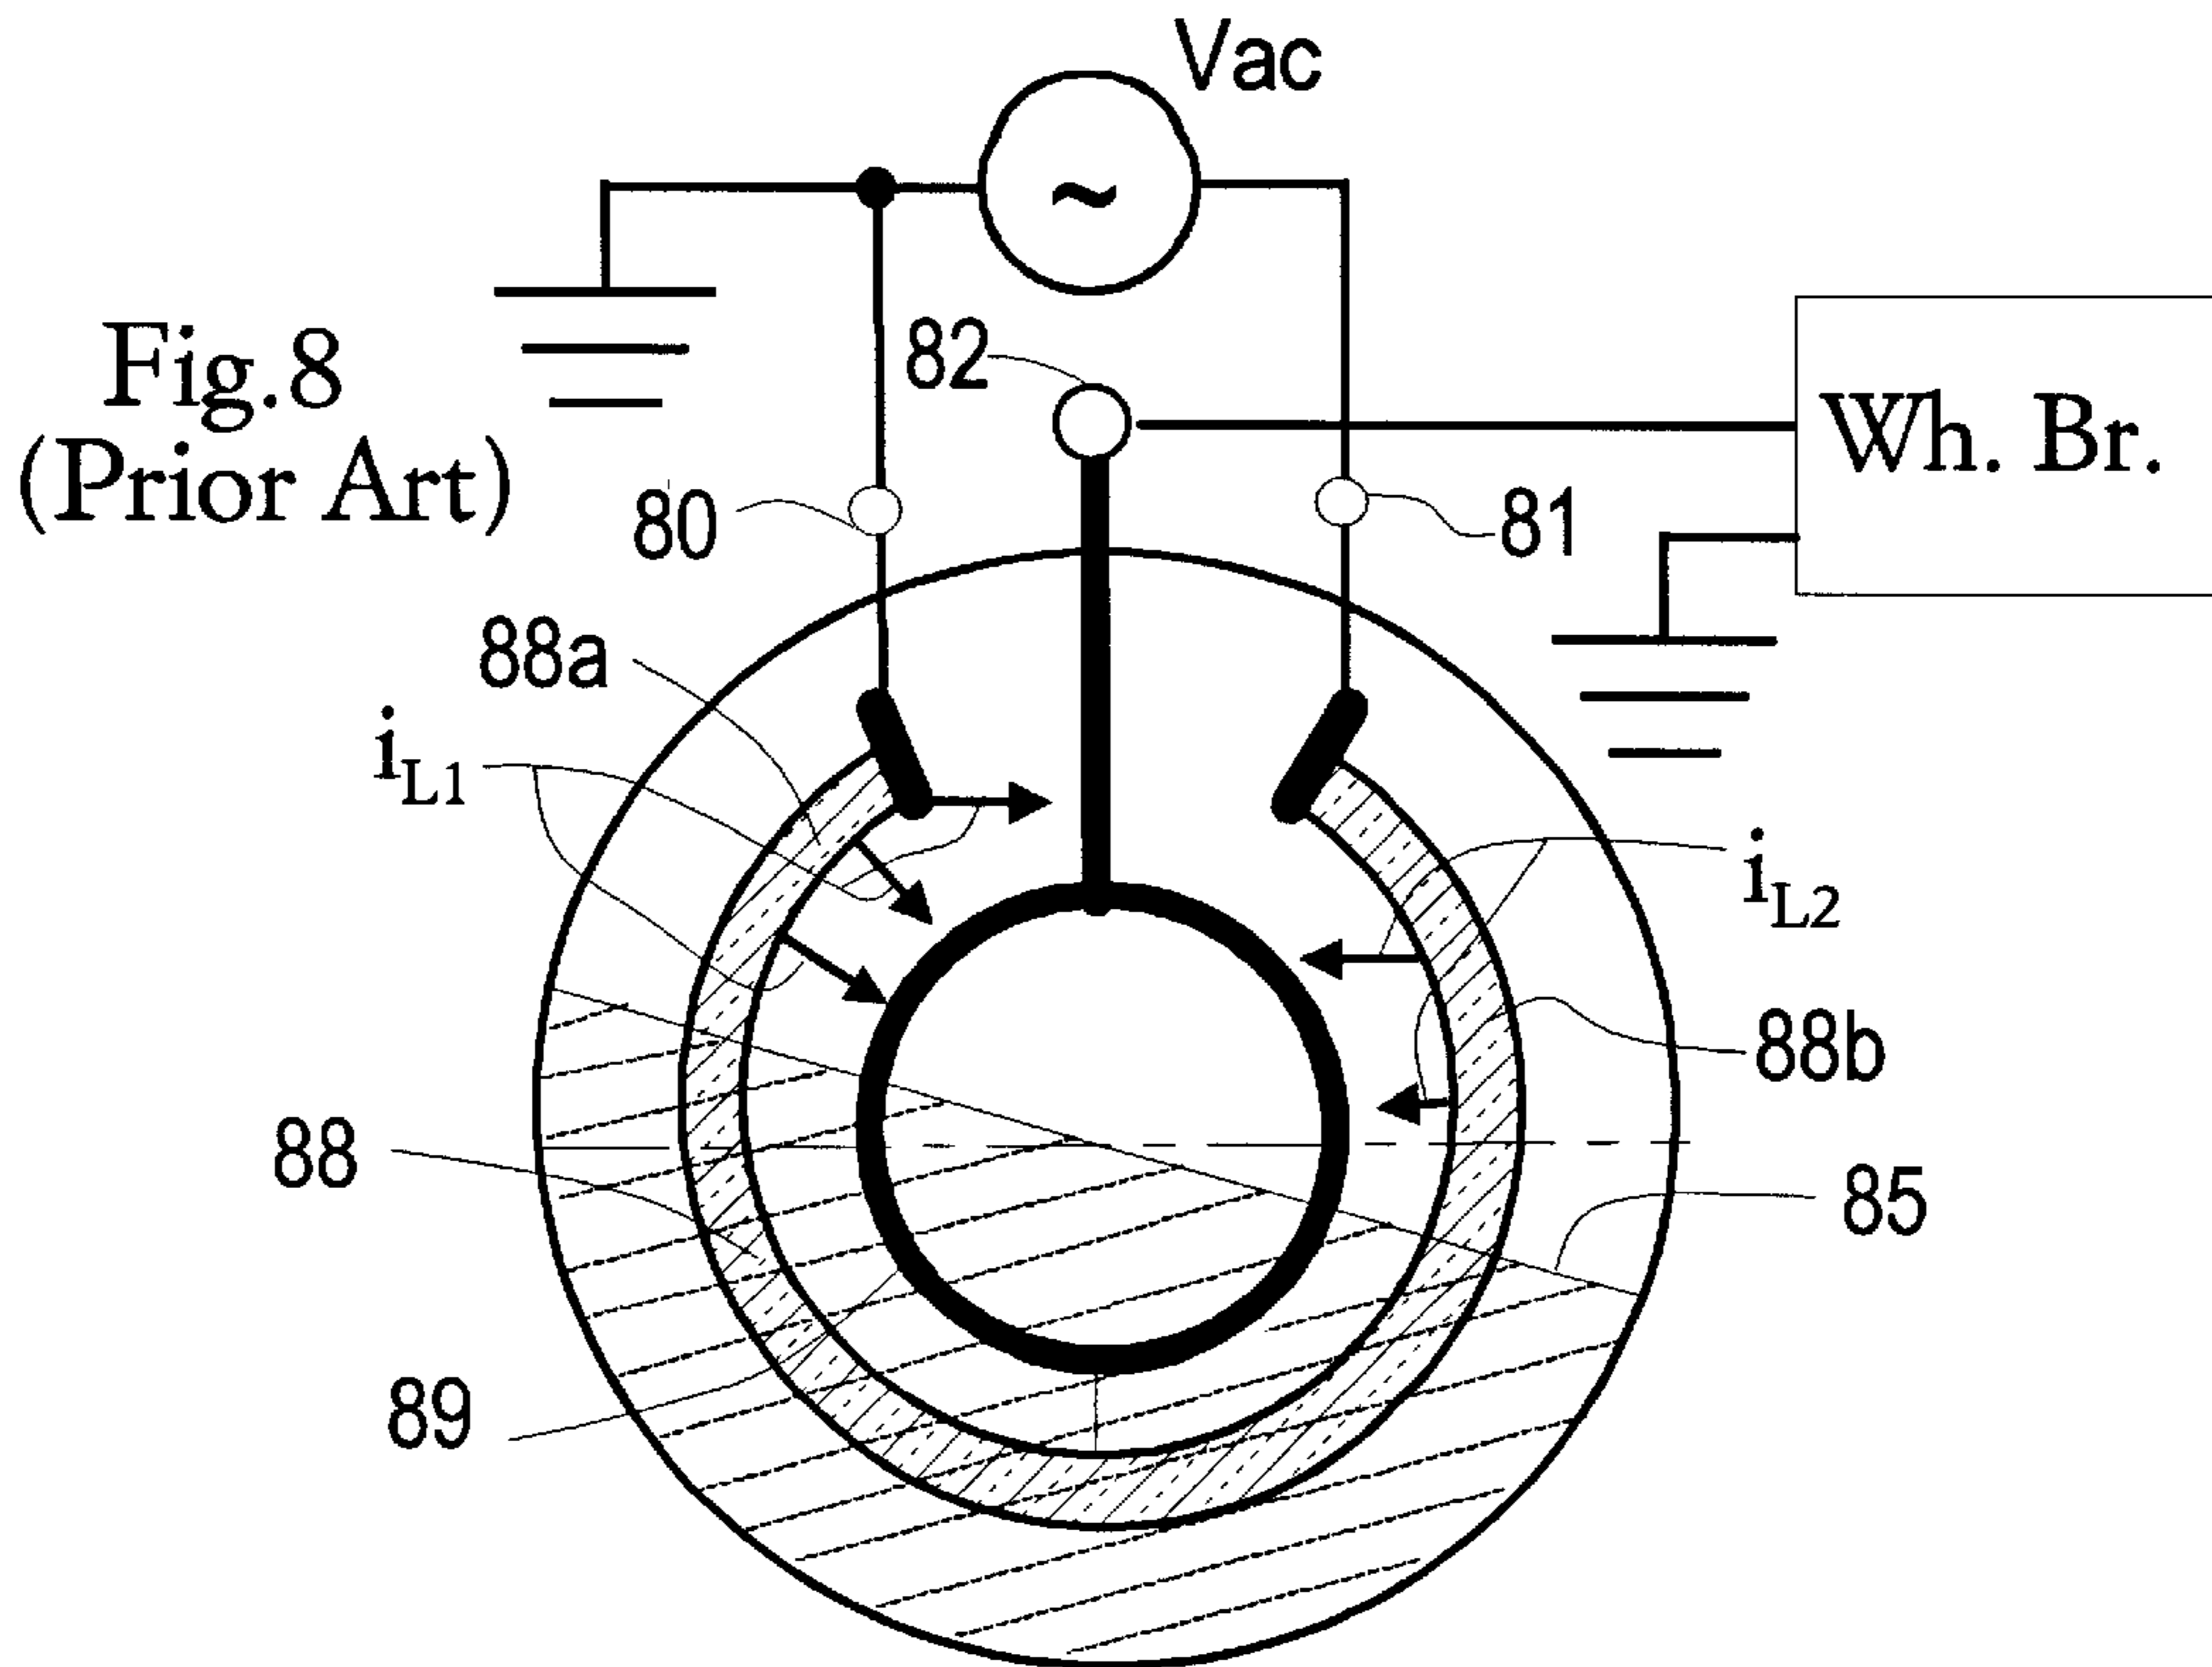 Vac
~
Fig.8
(Prior Art)
82
Wh. Br.
80
81
88a
iL1
iL2
88b
88
85
89